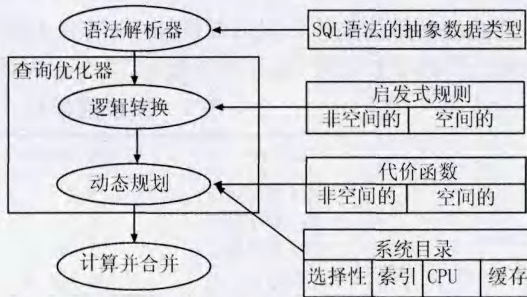 语法解析器
SQL语法的抽象数据类型
查询优化器
逻辑转换
启发式规则
非空间的 空间的
动态规划
代价函数
非空间的 空间的
计算并合并
系统目录
选择性 索引 CPU 缓存